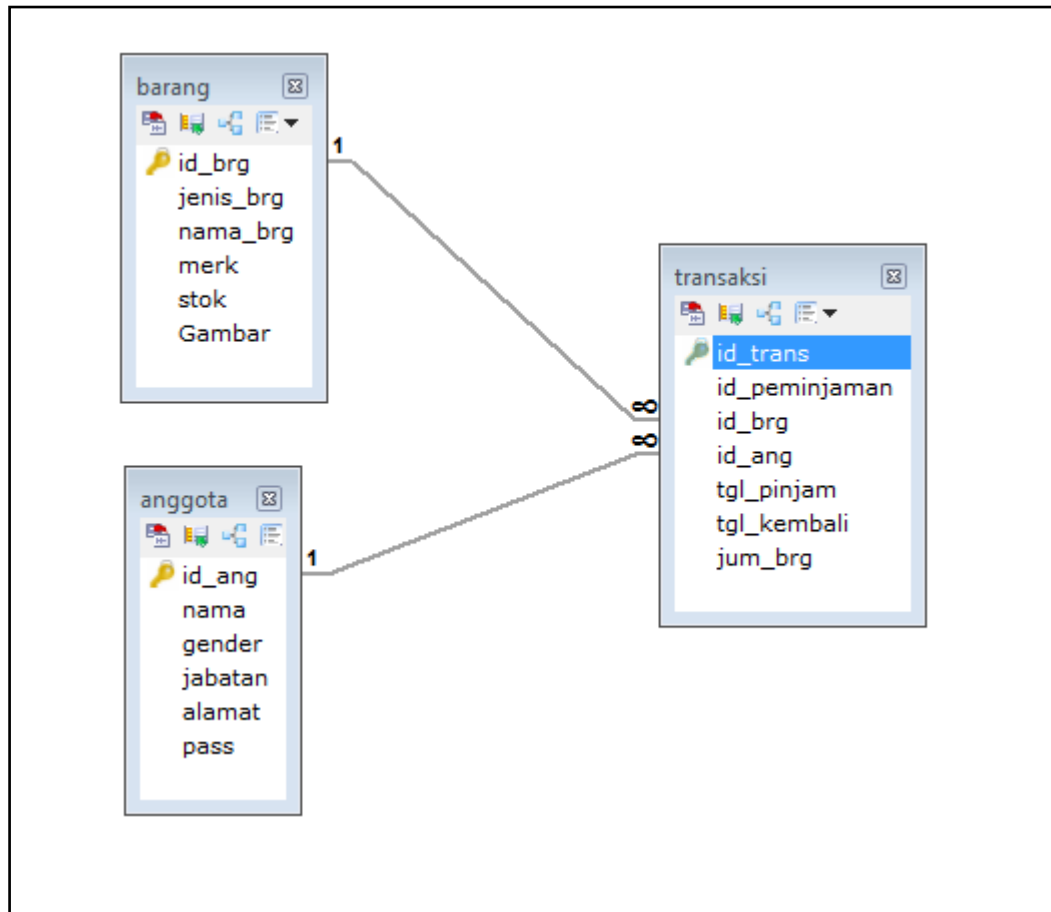 barang
id_brg
jenis_brg
nama_brg
merk
stok
Gambar
1
transaksi
id_trans
id_peminjaman
id_brg
id_ang
tgl_pinjam
tgl_kembali
jum_brg
∞
∞
anggota
id_ang
nama
gender
jabatan
alamat
pass
1